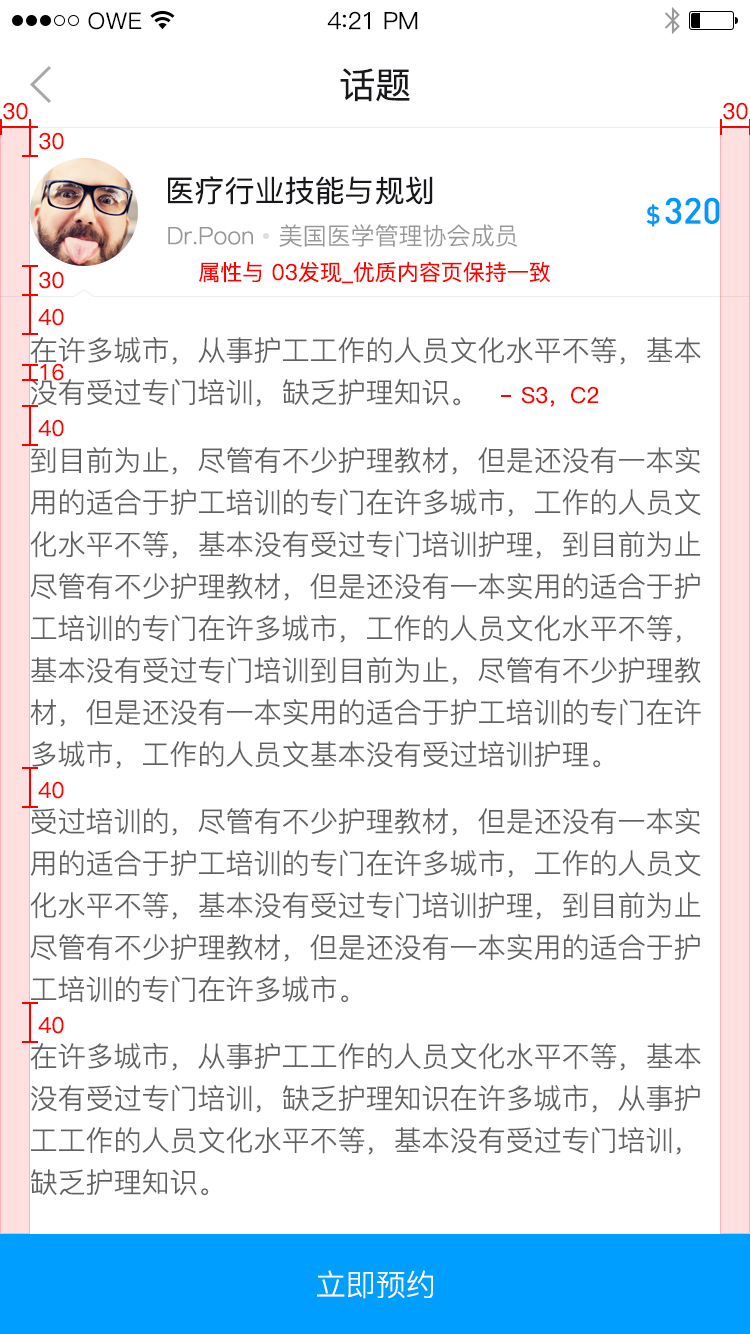 OWE 4:21 PM
话题
30 30
30
医疗行业技能与规划
$320
Dr.Poon • 美国医学管理协会成员
属性与 03发现_优质内容页保持一致
30
40
在许多城市，从事护工工作的人员文化水平不等，基本
16
没有受过专门培训，缺乏护理知识。 - S3，C2
40
到目前为止，尽管有不少护理教材，但是还没有一本实
用的适合于护工培训的专门在许多城市，工作的人员文
化水平不等，基本没有受过专门培训护理，到目前为止
尽管有不少护理教材，但是还没有一本实用的适合于护
工培训的专门在许多城市，工作的人员文化水平不等，
基本没有受过专门培训到目前为止，尽管有不少护理教
材，但是还没有一本实用的适合于护工培训的专门在许
多城市，工作的人员文基本没有受过培训护理。
40
受过培训的，尽管有不少护理教材，但是还没有一本实
用的适合于护工培训的专门在许多城市，工作的人员文
化水平不等，基本没有受过专门培训护理，到目前为止
尽管有不少护理教材，但是还没有一本实用的适合于护
工培训的专门在许多城市。
40
在许多城市，从事护工工作的人员文化水平不等，基本
没有受过专门培训，缺乏护理知识在许多城市，从事护
工工作的人员文化水平不等，基本没有受过专门培训，
缺乏护理知识。
立即预约